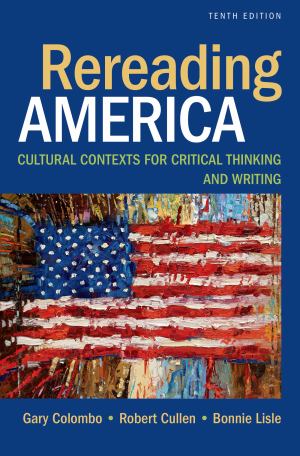 TENTH EDITION
Rereading
AMERICA
CULTURAL CONTEXTS FOR CRITICAL THINKING
AND WRITING
Gary Colombo • Robert Cullen • Bonnie Lisle